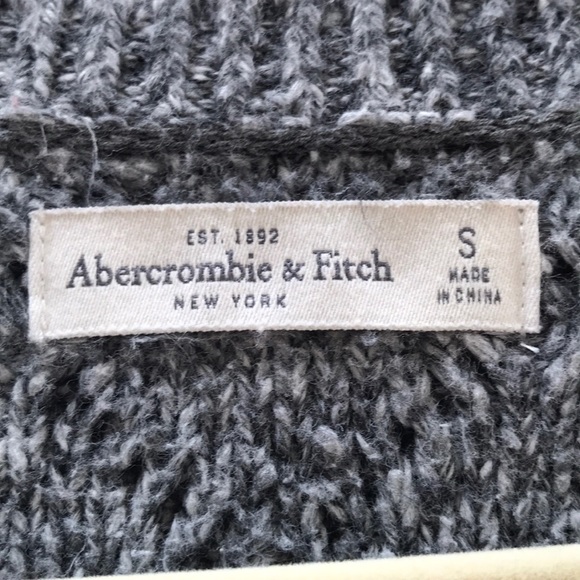 EST. 1892
Abercrombie & Fitch
NEW YORK
S
MADE
IN CHINA